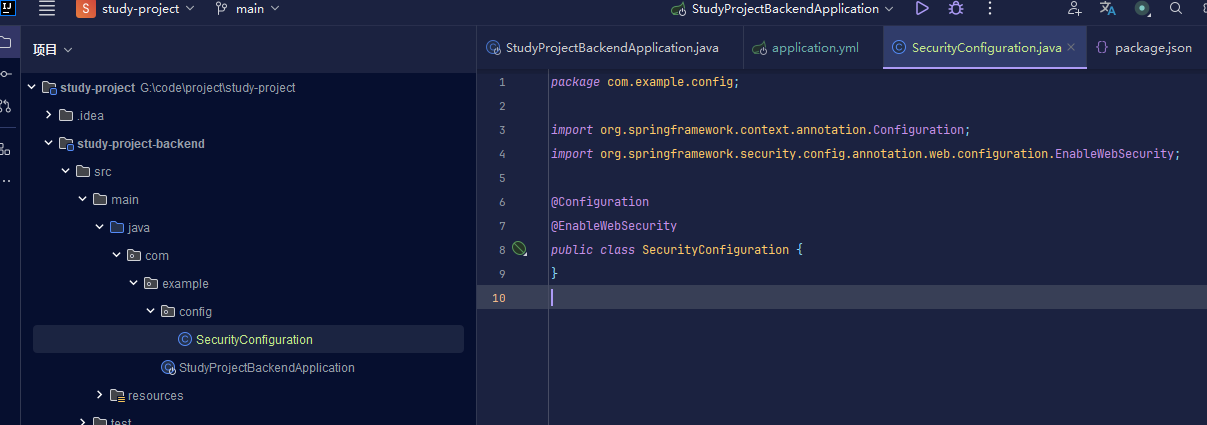 S study-project main StudyProjectBackendApplication
项目
study-project G:\code\project\study-project
.idea
study-project-backend
src
main
java
com
example
config
SecurityConfiguration
StudyProjectBackendApplication
resources
test
StudyProjectBackendApplication.java application.yml SecurityConfiguration.java package.json
1 package com.example.config;
2
3 import org.springframework.context.annotation.Configuration;
4 import org.springframework.security.config.annotation.web.configuration.EnableWebSecurity;
5
6 @Configuration
7 @EnableWebSecurity
8 public class SecurityConfiguration {
9 }
10